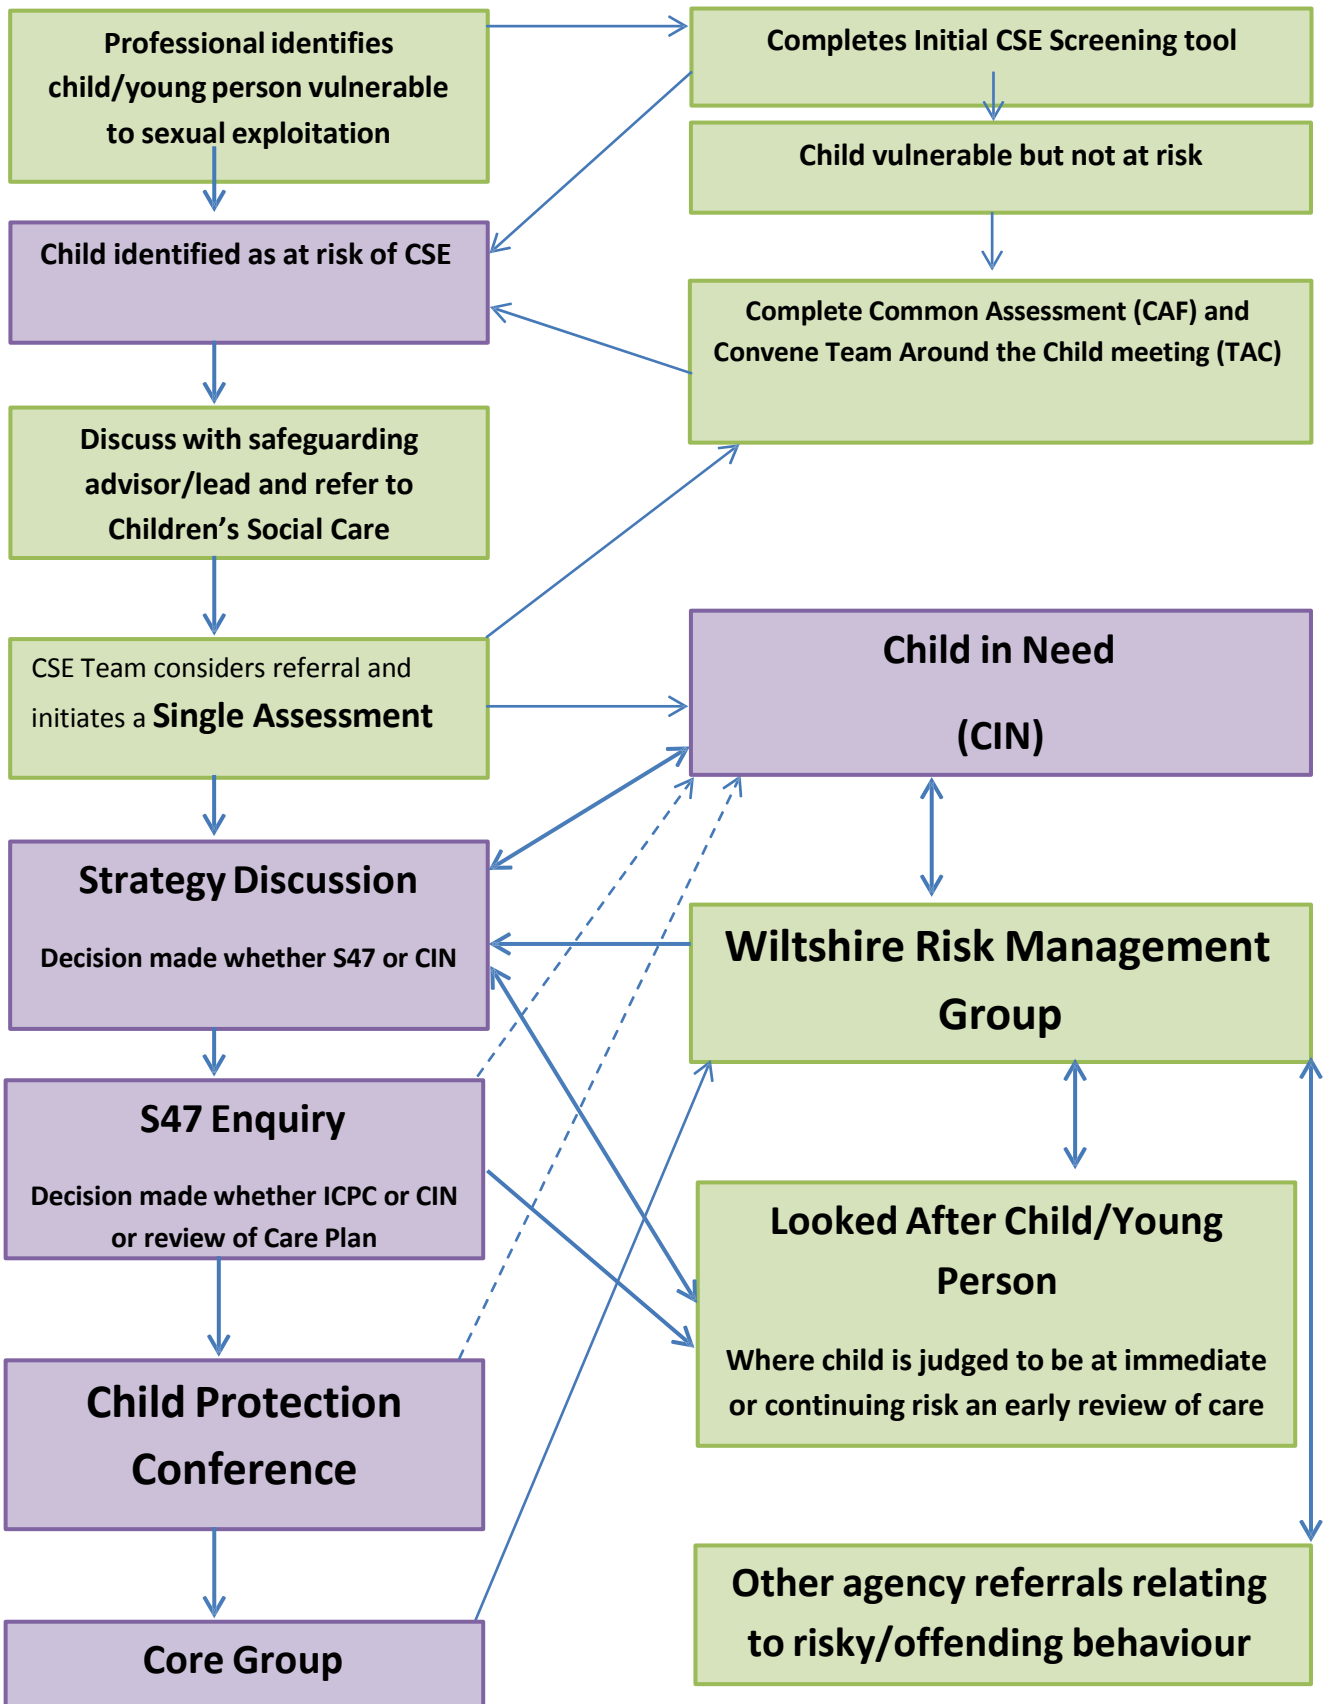 Professional identifies
child/young person vulnerable
to sexual exploitation
Completes Initial CSE Screening tool
Child vulnerable but not at risk
Child identified as at risk of CSE
Complete Common Assessment (CAF) and
Convene Team Around the Child meeting (TAC)
Discuss with safeguarding
advisor/lead and refer to
Children’s Social Care
CSE Team considers referral and
initiates a Single Assessment
Child in Need
(CIN)
Strategy Discussion
Decision made whether S47 or CIN
Wiltshire Risk Management
Group
S47 Enquiry
Decision made whether ICPC or CIN
or review of Care Plan
Looked After Child/Young
Person
Where child is judged to be at immediate
or continuing risk an early review of care
Child Protection
Conference
Other agency referrals relating
to risky/offending behaviour
Core Group